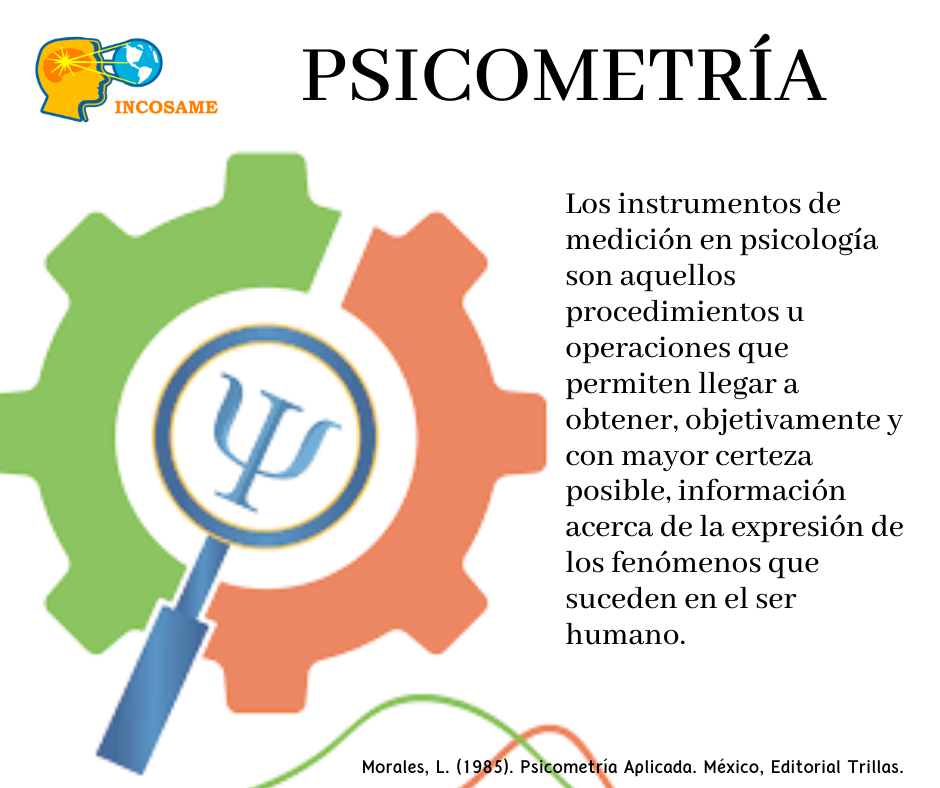 INCOSAME
PSICOMETRÍA
Los instrumentos de
medición en psicología
son aquellos
procedimientos u
operaciones que
permiten llegar a
obtener, objetivamente y
con mayor certeza
posible, información
acerca de la expresión de
los fenómenos que
suceden en el ser
humano.
Ψ
Morales, L. (1985). Psicometría Aplicada. México, Editorial Trillas.